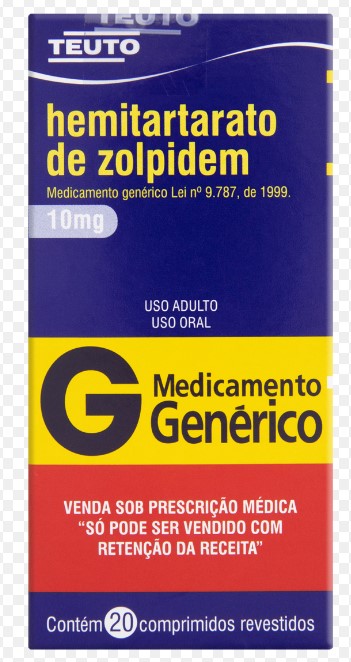 TEUTO
TEUTO
hemitartarato
de zolpidem
Medicamento genérico Lei nº 9.787, de 1999.
10mg
USO ADULTO
USO ORAL
G Medicamento
Genérico
VENDA SOB PRESCRIÇÃO MÉDICA
“SÓ PODE SER VENDIDO COM
RETENÇÃO DA RECEITA”
Contém 20 comprimidos revestidos